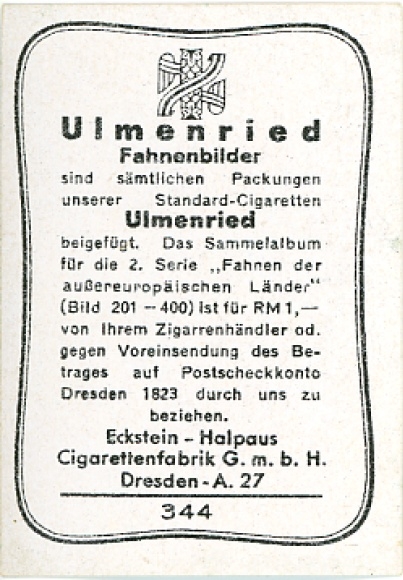 Ulmenried
Fahnenbilder
sind sämtlichen Packungen
unserer Standard-Cigaretten
Ulmenried
beigefügt. Das Sammelalbum
für die 2. Serie „Fahnen der
außereuropäischen Länder"
(Bild 201 – 400) ist für RM 1,—
von Ihrem Zigarrenhändler od.
gegen Voreinsendung des Be-
trages auf Postscheckkonto
Dresden 1823 durch uns zu
beziehen.
Eckstein - Halpaus
Cigarettenfabrik G. m. b. H.
Dresden - A. 27
344